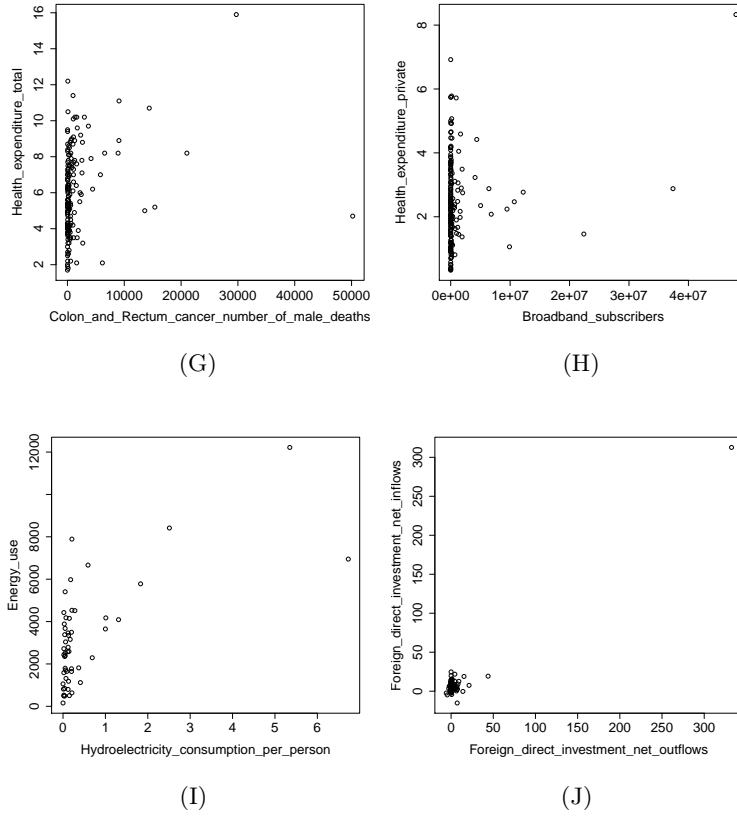 16
14
12
10
8
6
4
2
Health_expenditure_total
0 10000 20000 30000 40000 50000
Colon_and_Rectum_cancer_number_of_male_deaths
(G)
8
6
4
2
Health_expenditure_private
0e+00 1e+07 3e+07 4e+07
Broadband_subscribers
(H)
12000
8000
6000
4000
2000
0
Energy_use
0 1 2 3 4 5 6
Hydroelectricity_consumption_per_person
(I)
300
250
200
150
100
50
0
Foreign_direct_investment_net_inflows
0 50 100 150 200 250 300
Foreign_direct_investment_net_outflows
(J)